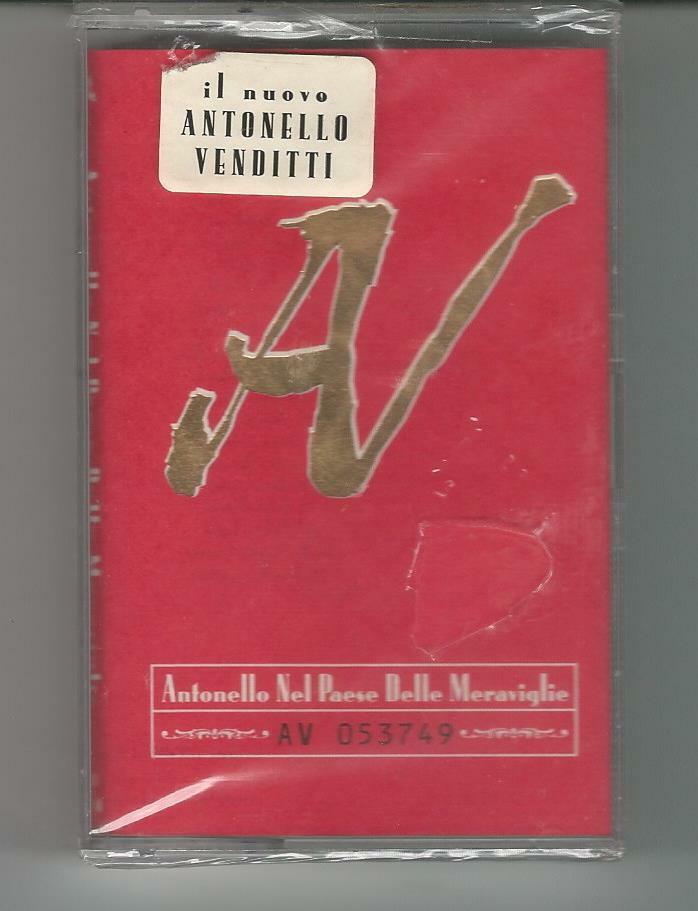 il nuovo
ANTONELLO
VENDITTI
AV
Antonello Nel Paese Delle Meraviglie
AV 053749